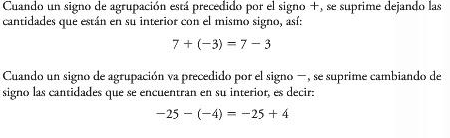 Cuando un signo de agrupación está precedido por el signo +, se suprime dejando las
cantidades que están en su interior con el mismo signo, así:
7 + (−3) = 7 − 3
Cuando un signo de agrupación va precedido por el signo −, se suprime cambiando de
signo las cantidades que se encuentran en su interior, es decir:
−25 − (−4) = −25 + 4